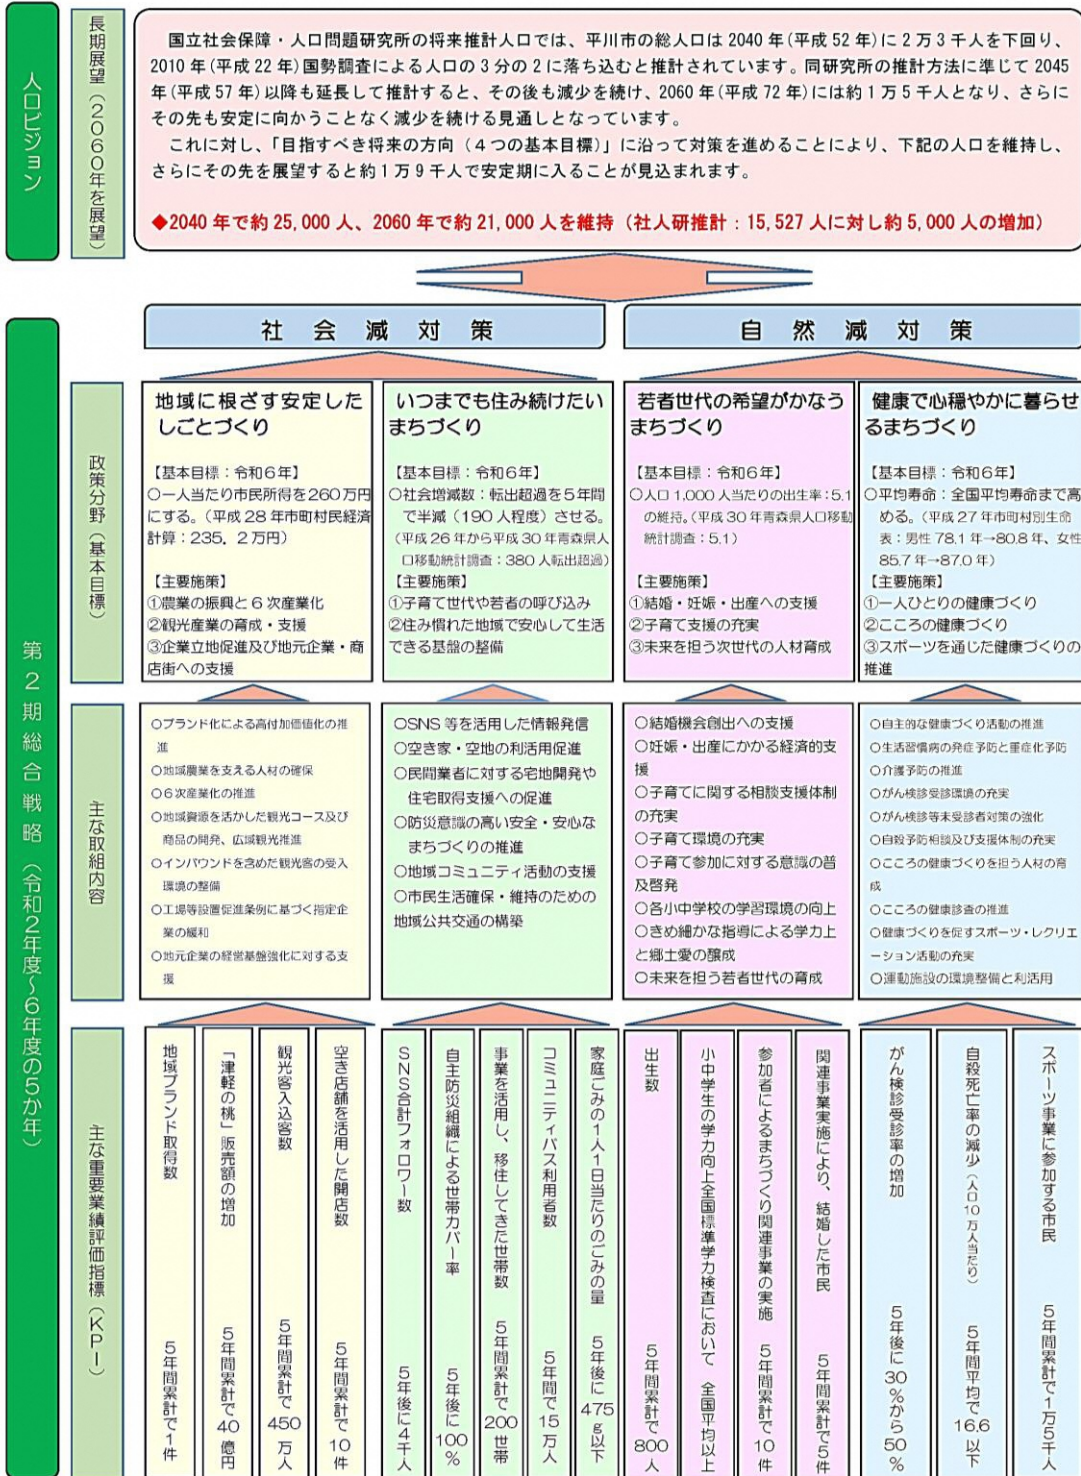 人口ビジョン
長期展望（2060年を展望）
国立社会保障・人口問題研究所の将来推計人口では、平川市の総人口は 2040 年(平成 52 年)に 2 万 3 千人を下回り、
2010 年(平成 22 年)国勢調査による人口の 3 分の 2 に落ち込むと推計されています。同研究所の推計方法に準じて 2045
年(平成 57 年)以降も延長して推計すると、その後も減少を続け、2060 年(平成 72 年)には約 1 万 5 千人となり、さらに
その先も安定に向かうことなく減少を続ける見通しとなっています。
これに対し、「目指すべき将来の方向（４つの基本目標)」に沿って対策を進めることにより、下記の人口を維持し、
さらにその先を展望すると約 1 万 9 千人で安定期に入ることが見込まれます。
◆2040 年で約 25,000 人、2060 年で約 21,000 人を維持（社人研推計：15,527 人に対し約 5,000 人の増加）
第２期総合戦略（令和２年度～６年度の５か年）
社会減対策
自然減対策
政策分野（基本目標）
地域に根ざす安定した
しごとづくり
【基本目標：令和６年】
○一人当たり市民所得を260万円
にする。（平成 28 年市町村民経済
計算：235．2 万円）
【主要施策】
①農業の振興と 6 次産業化
②観光産業の育成・支援
③企業立地促進及び地元企業・商
店街への支援
いつまでも住み続けたい
まちづくり
【基本目標：令和６年】
○社会増減数：転出超過を５年間
で半減（190 人程度）させる。
（平成 26 年から平成 30 年青森県人
口移動統計調査：380 人転出超過）
【主要施策】
①子育て世代や若者の呼び込み
②住み慣れた地域で安心して生活
できる基盤の整備
若者世代の希望がかなう
まちづくり
【基本目標：令和６年】
○人口 1,000 人当たりの出生率：5.1
の維持。（平成 30 年青森県人口移動
統計調査：5.1）
【主要施策】
①結婚・妊娠・出産への支援
②子育て支援の充実
③未来を担う次世代の人材育成
健康で心穏やかに暮らせ
るまちづくり
【基本目標：令和６年】
○平均寿命：全国平均寿命まで高
める。（平成 27 年市町村別生命
表：男性 78.1 年→80.8 年、女性
85.7 年→87.0 年）
【主要施策】
①一人ひとりの健康づくり
②こころの健康づくり
③スポーツを通じた健康づくりの
推進
主な取組内容
○ブランド化による高付加価値化の推
進
○地域農業を支える人材の確保
○６次産業化の推進
○地域資源を活かした観光コース及び
商品の開発、広域観光推進
○インバウンドを含めた観光客の受入
環境の整備
○工場等設置促進条例に基づく指定企
業の緩和
○地元企業の経営基盤強化に対する支
援
○SNS 等を活用した情報発信
○空き家・空地の利活用促進
○民間業者に対する宅地開発や
住宅取得支援への促進
○防災意識の高い安全・安心な
まちづくりの推進
○地域コミュニティ活動の支援
○市民生活確保・維持のための
地域公共交通の構築
○結婚機会創出への支援
○妊娠・出産にかかる経済的支
援
○子育てに関する相談支援体制
の充実
○子育て環境の充実
○子育て参加に対する意識の普
及啓発
○各小中学校の学習環境の向上
○きめ細かな指導による学力向上
と郷土愛の醸成
○未来を担う若者世代の育成
○自主的な健康づくり活動の推進
○生活習慣病の発症予防と重症化予防
○介護予防の推進
○がん検診受診環境の充実
○がん検診等未受診者対策の強化
○自殺予防相談及び支援体制の充実
○こころの健康づくりを担う人材の育
成
○こころの健康診査の推進
○健康づくりを促すスポーツ・レクリエ
ーション活動の充実
○運動施設の環境整備と利活用
主な重要業績評価指標（ＫＰＩ）
地域ブランド取得数　５年間累計で１件
「津軽の桃」販売額の増加　５年間累計で40億円
観光客入込客数　５年間累計で450万人
空き店舗を活用した開店数　５年間累計で10件
ＳＮＳ合計フォロワー数　５年後に４千人
自主防災組織による世帯カバー率　５年後に100％
事業を活用し、移住してきた世帯数　５年間累計で200世帯
コミュニティバス利用者数　５年間で15万人
家庭ごみの１人１日当たりのごみの量　５年後に475ｇ以下
出生数　５年間累計で800人
小中学生の学力向上全国標準学力検査において　全国平均以上
参加者によるまちづくり関連事業の実施　５年間累計で10件
関連事業実施により、結婚した市民　５年間累計で５件
がん検診受診率の増加　５年後に30％から50％
自殺死亡率の減少（人口10万人当たり）　５年間平均で16.6以下
スポーツ事業に参加する市民　５年間累計で１万５千人